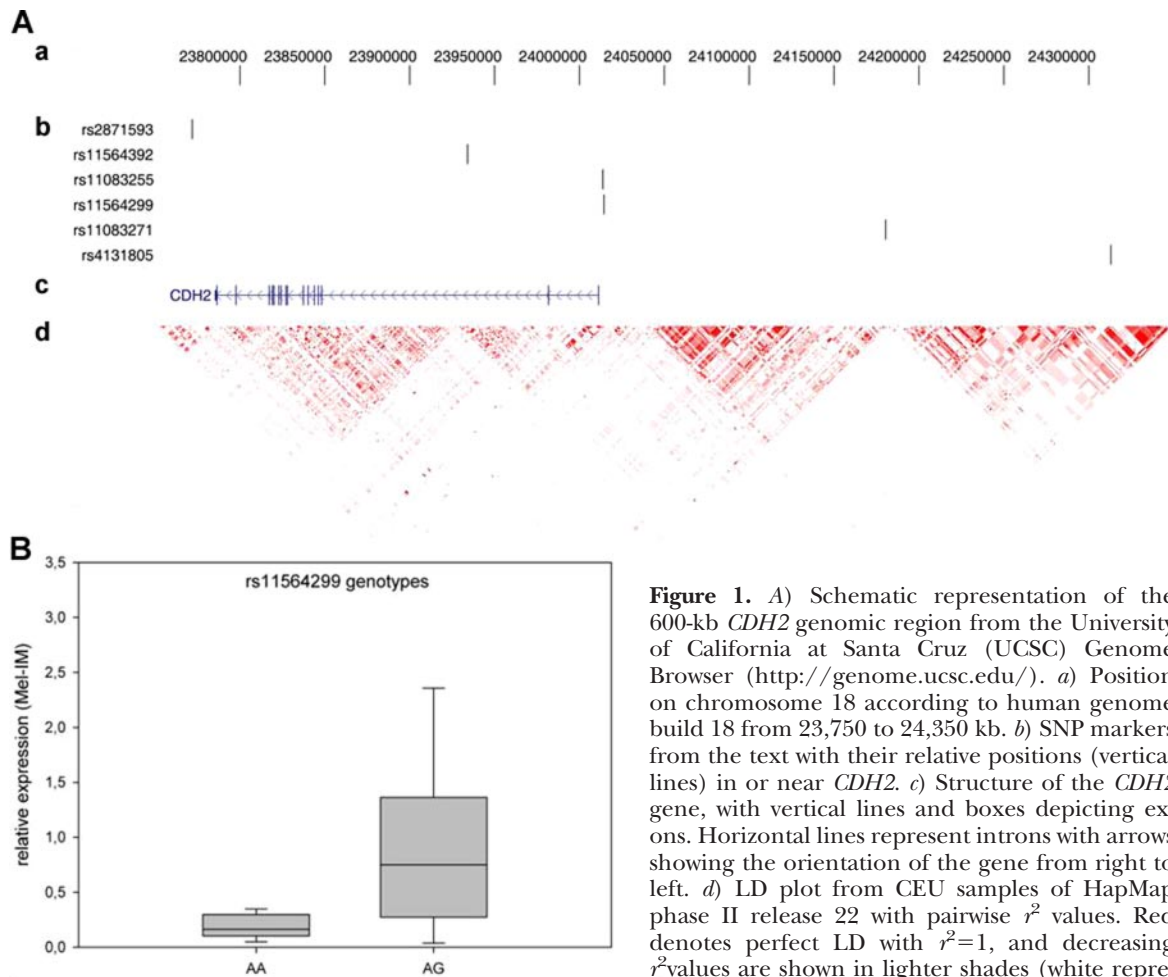 A
a
23800000 23850000 23900000 23950000 24000000 24050000 24100000 24150000 24200000 24250000 24300000
b
rs2871593
rs11564392
rs11083255
rs11564299
rs11083271
rs4131805
c
CDH2
d
B
rs11564299 genotypes
relative expression (Mel-IM)
3,5
3,0
2,5
2,0
1,5
1,0
0,5
0,0
AA AG
Figure 1. A) Schematic representation of the
600-kb CDH2 genomic region from the University
of California at Santa Cruz (UCSC) Genome
Browser (http://genome.ucsc.edu/). a) Position
on chromosome 18 according to human genome
build 18 from 23,750 to 24,350 kb. b) SNP markers
from the text with their relative positions (vertical
lines) in or near CDH2. c) Structure of the CDH2
gene, with vertical lines and boxes depicting ex-
ons. Horizontal lines represent introns with arrows
showing the orientation of the gene from right to
left. d) LD plot from CEU samples of HapMap
phase II release 22 with pairwise r² values. Red
denotes perfect LD with r²=1, and decreasing
r²values are shown in lighter shades (white repre-